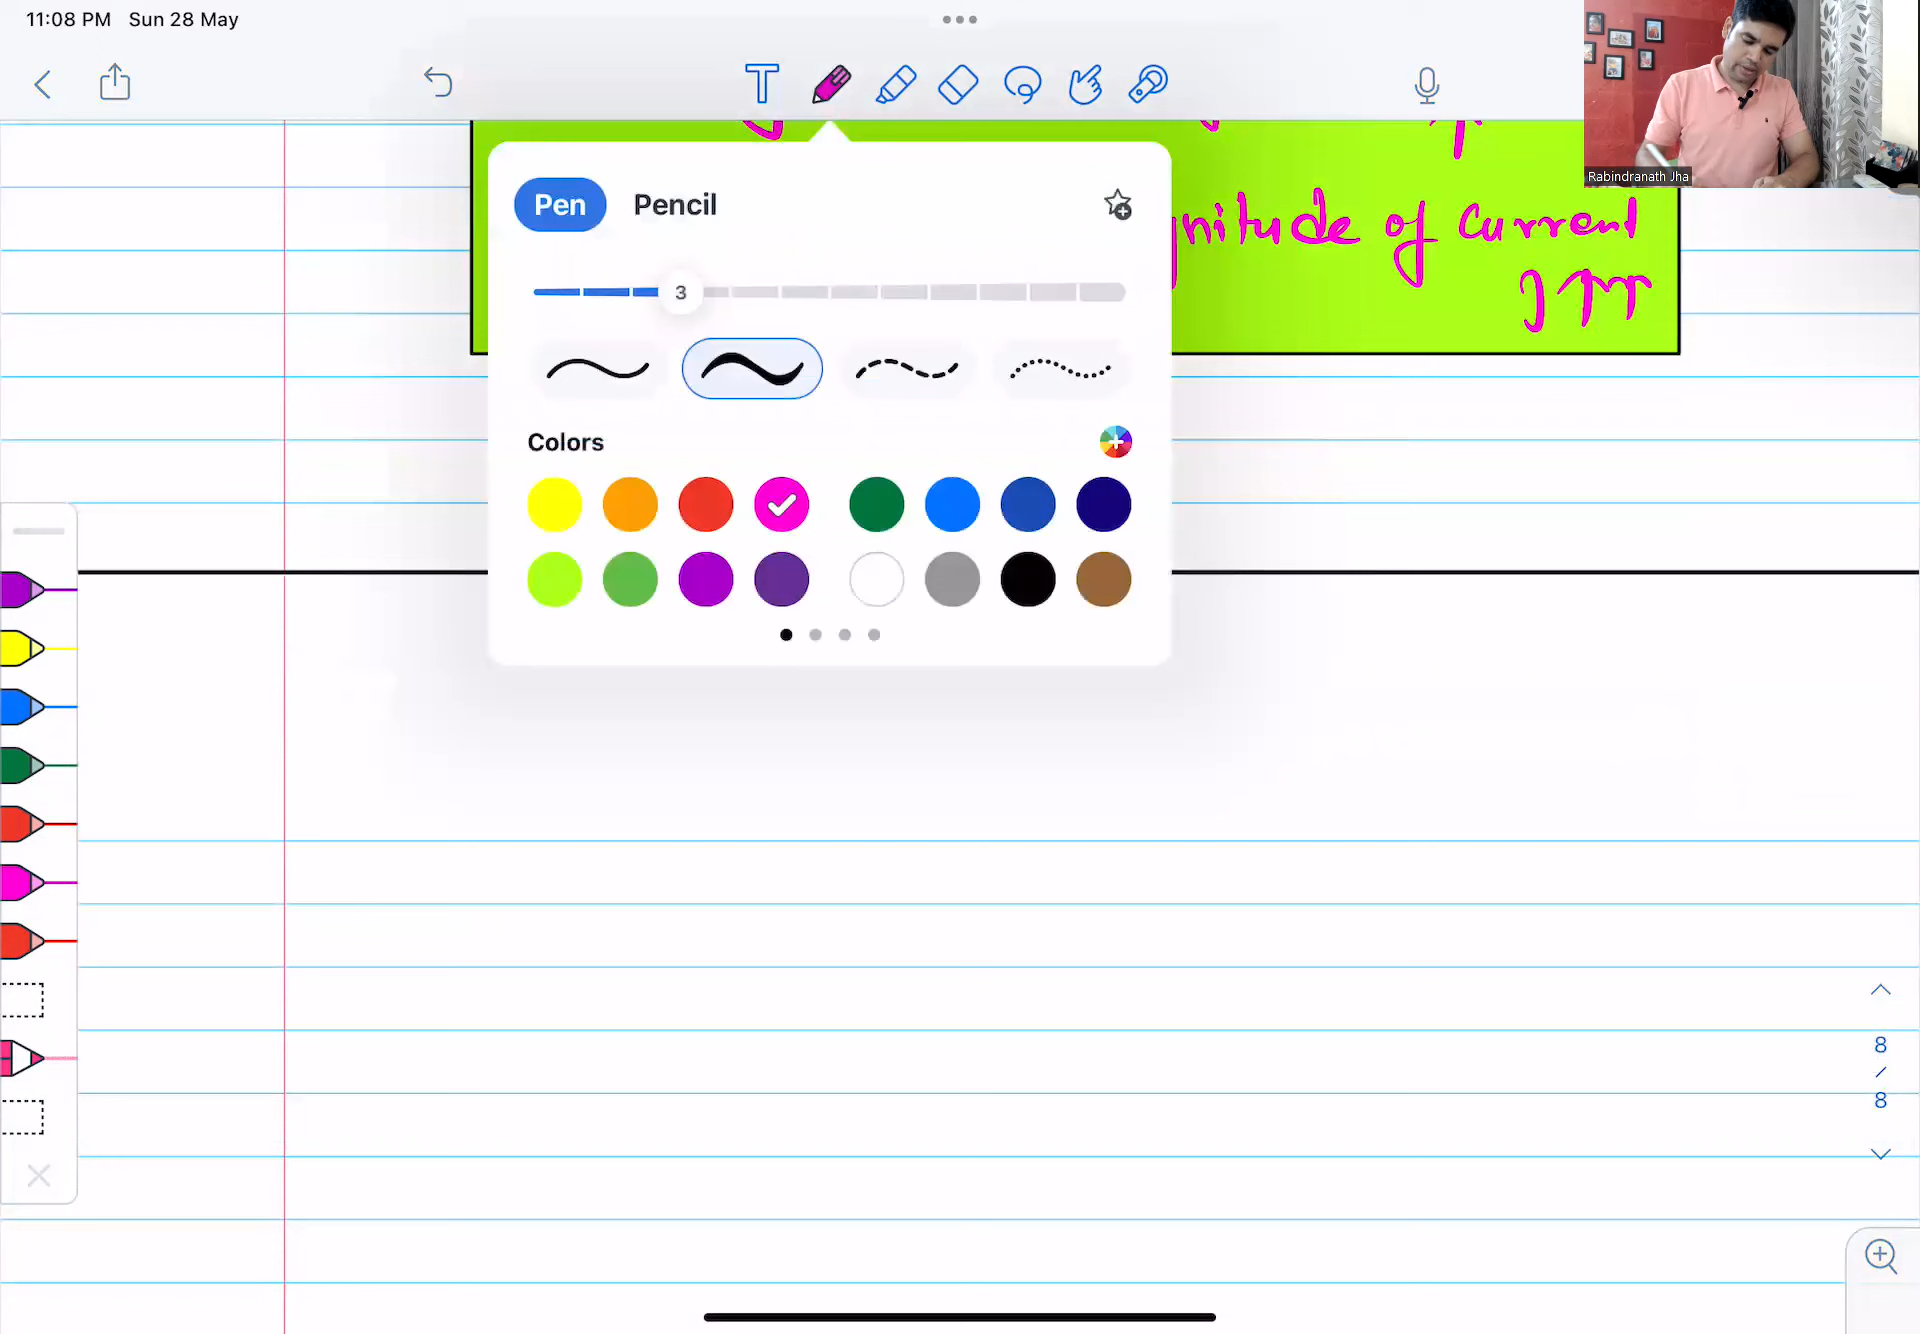 11:08 PM Sun 28 May
Rabindranath Jha
Pen Pencil
nitude of current
3
I ↑↑
Colors
8
/
8